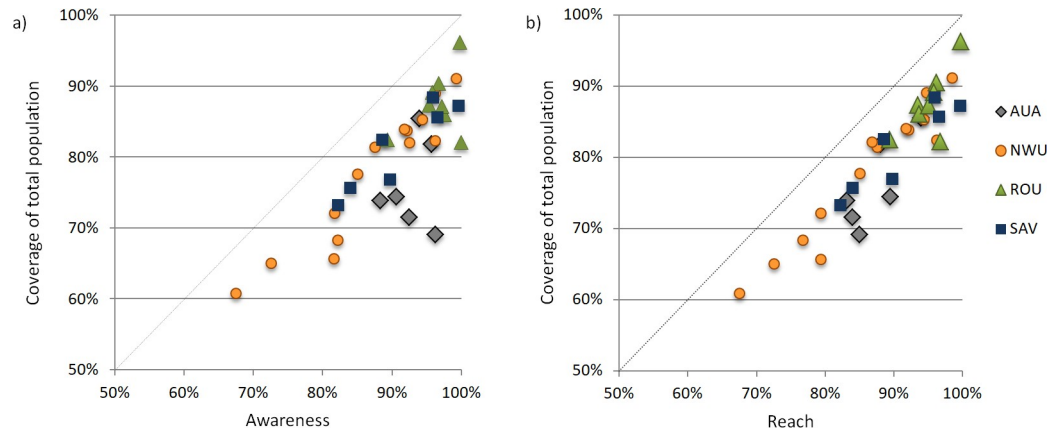 a)
100%
90%
80%
70%
60%
50%
Coverage of total population
50% 60% 70% 80% 90% 100%
Awareness
b)
100%
90%
80%
70%
60%
50%
Coverage of total population
50% 60% 70% 80% 90% 100%
Reach
AUA
NWU
ROU
SAV